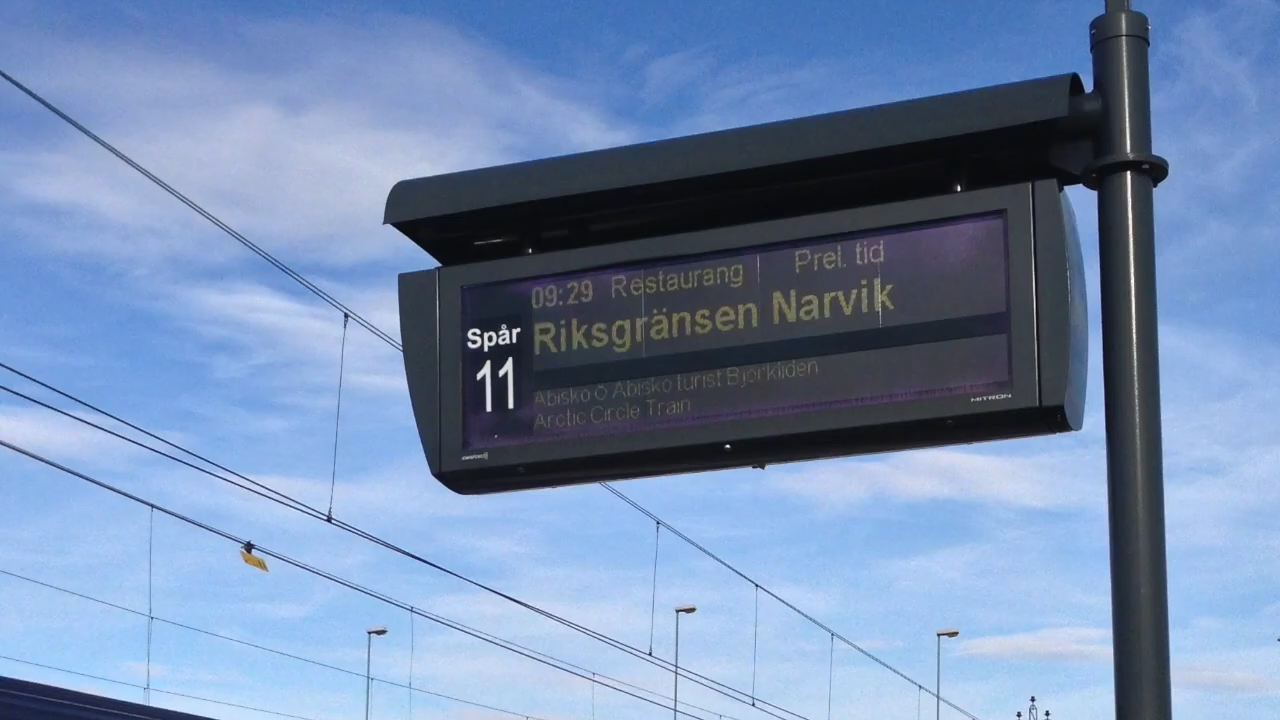 Spår
11
09:29 Restaurang Prel. tid
Riksgränsen Narvik
Abisko ö Abisko turist Björkliden
Arctic Circle Train
MITRON